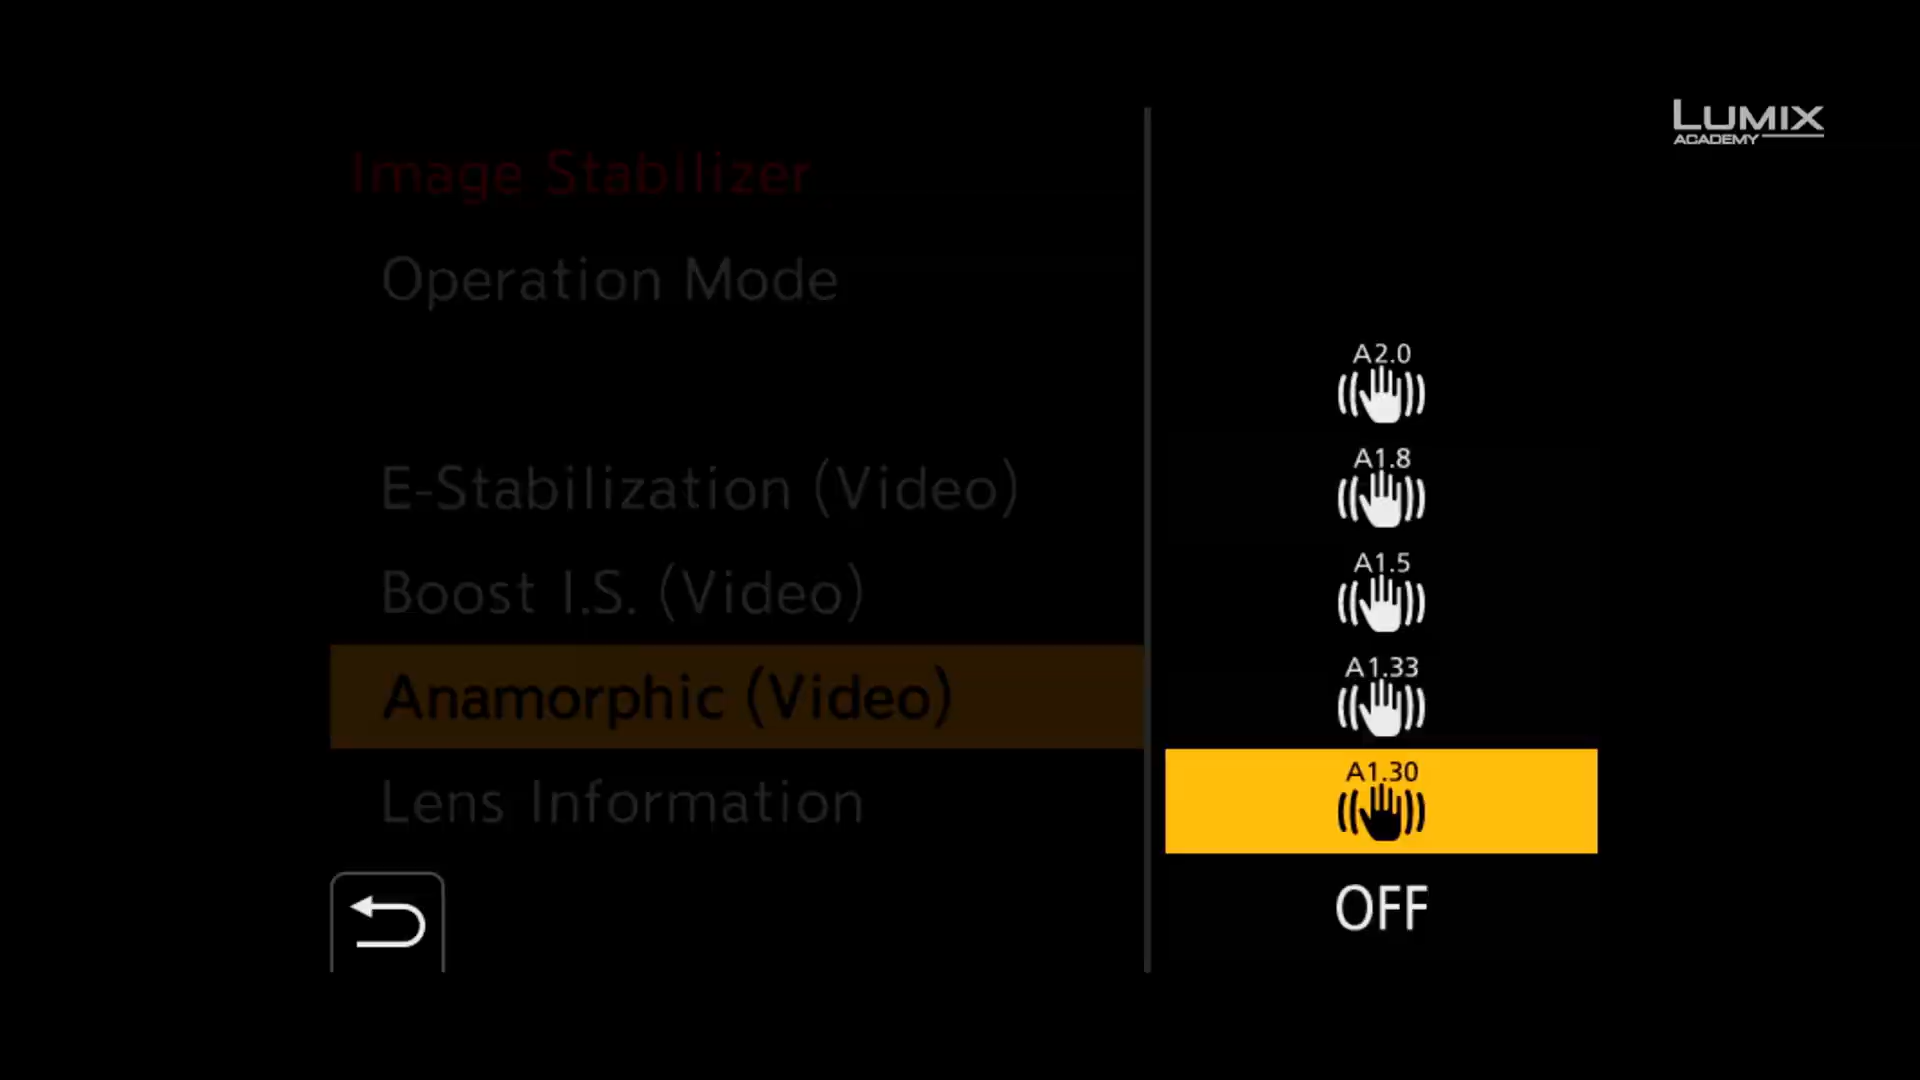 LUMIX
ACADEMY
Image Stabilizer
Operation Mode
E-Stabilization (Video)
Boost I.S. (Video)
Anamorphic (Video)
Lens Information
A2.0
A1.8
A1.5
A1.33
A1.30
OFF